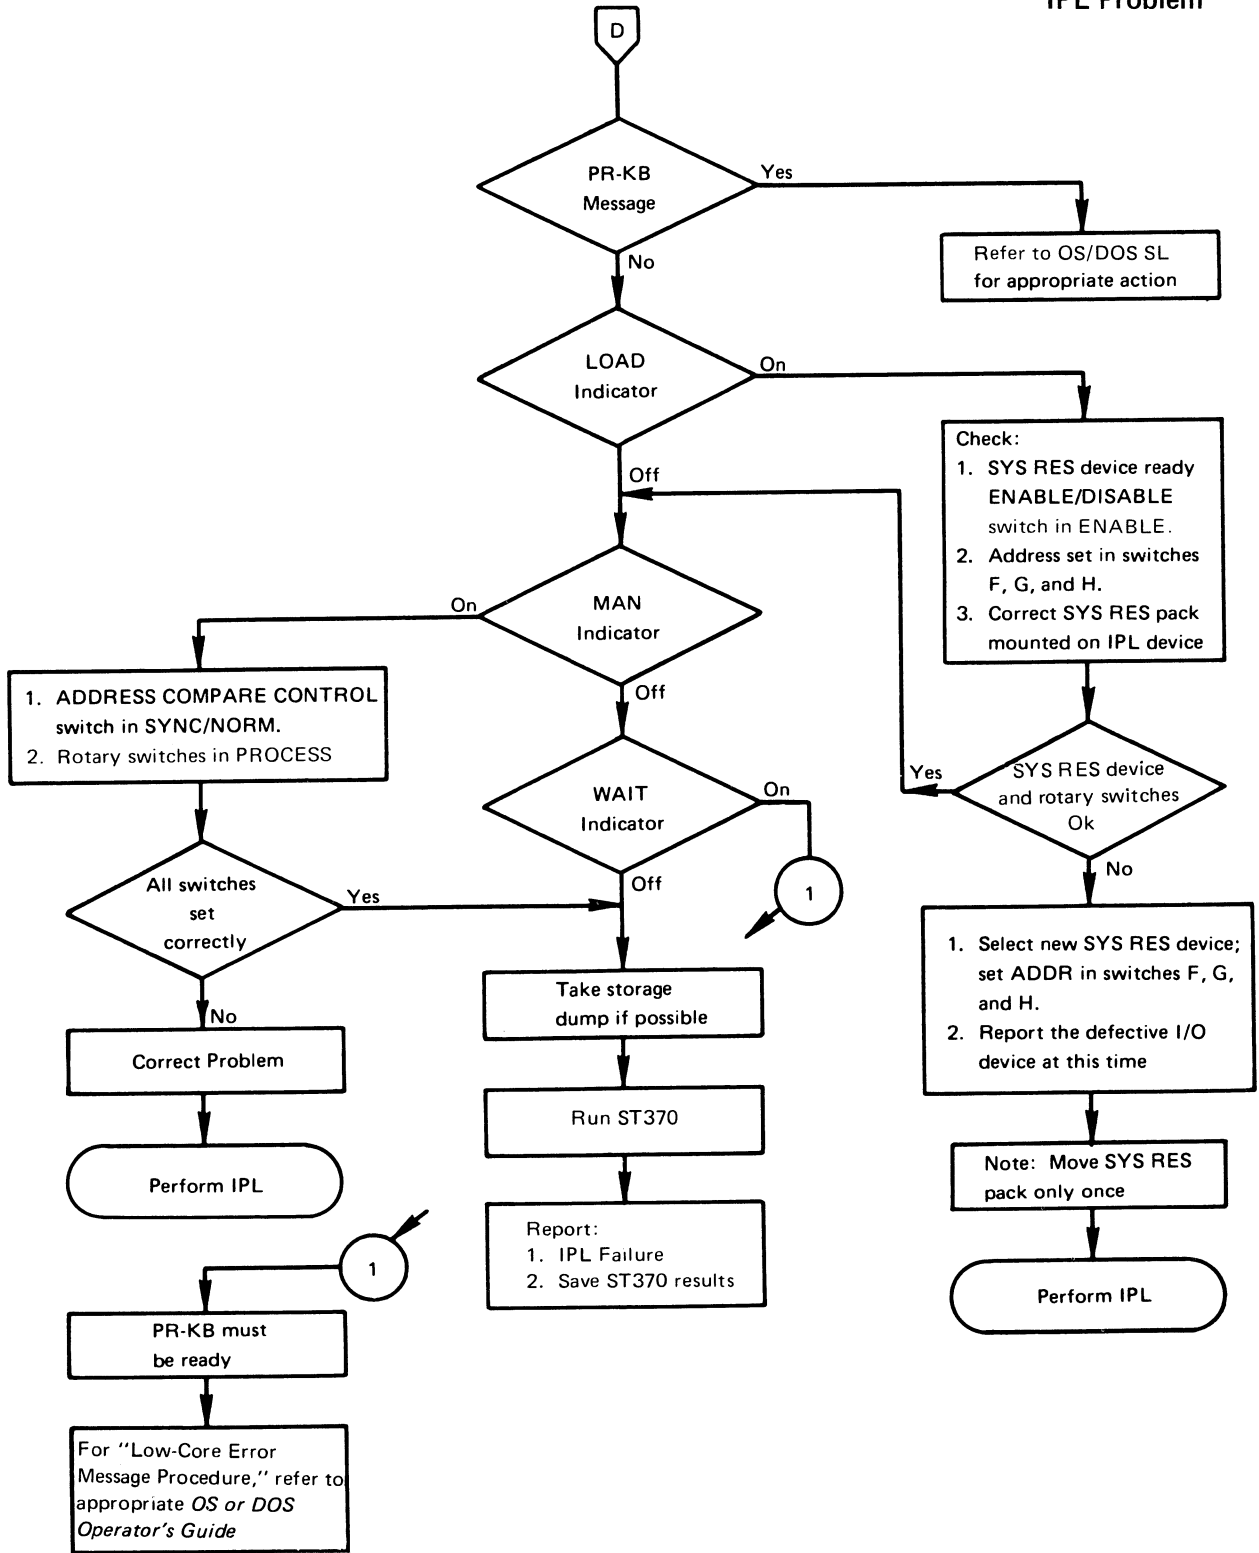 IPL Problem
D
PR-KB
Message
Yes
No
Refer to OS/DOS SL
for appropriate action
LOAD
Indicator
On
Off
Check:
1. SYS RES device ready
ENABLE/DISABLE
switch in ENABLE.
2. Address set in switches
F, G, and H.
3. Correct SYS RES pack
mounted on IPL device
MAN
Indicator
On
Off
1. ADDRESS COMPARE CONTROL
switch in SYNC/NORM.
2. Rotary switches in PROCESS
WAIT
Indicator
On
Off
1
SYS RES device
and rotary switches
Ok
Yes
No
All switches
set
correctly
Yes
No
Take storage
dump if possible
1. Select new SYS RES device;
set ADDR in switches F, G,
and H.
2. Report the defective I/O
device at this time
Correct Problem
Run ST370
Perform IPL
Note: Move SYS RES
pack only once
Report:
1. IPL Failure
2. Save ST370 results
Perform IPL
1
PR-KB must
be ready
For "Low-Core Error
Message Procedure," refer to
appropriate OS or DOS
Operator's Guide